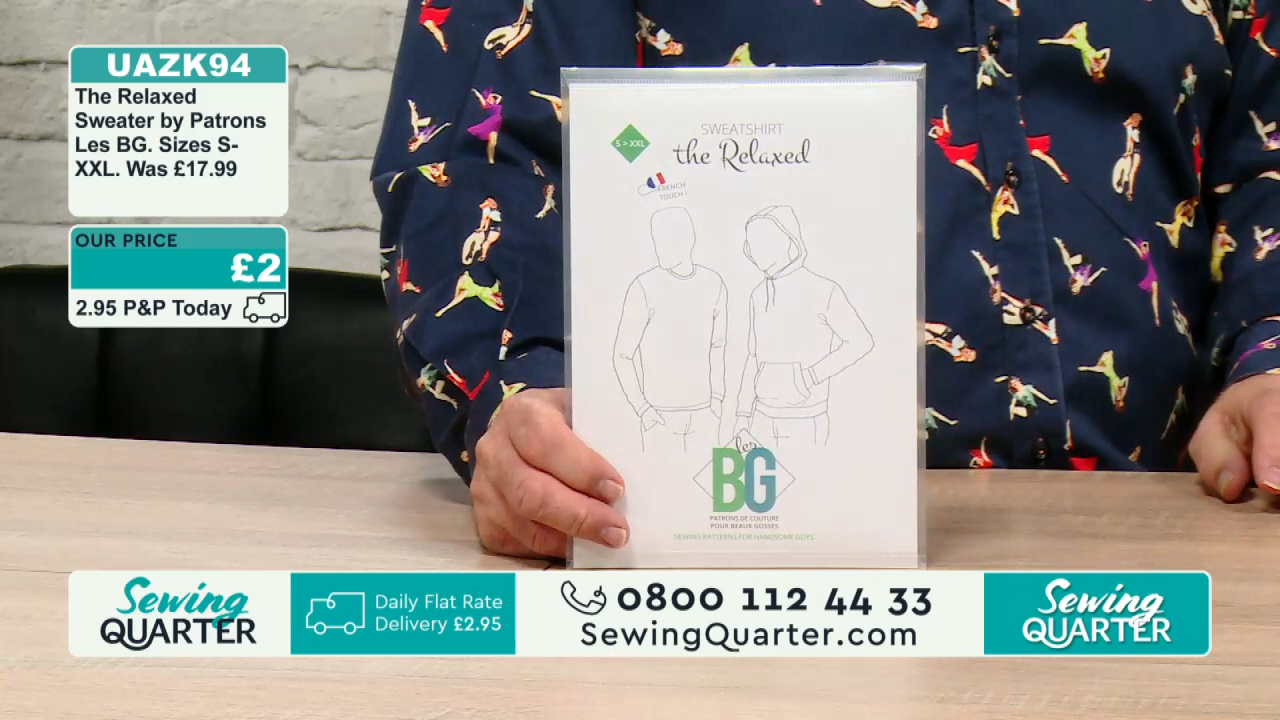 UAZK94
The Relaxed
Sweater by Patrons
Les BG. Sizes S-
XXL. Was £17.99
OUR PRICE
£2
2.95 P&P Today
S > XXL
SWEATSHIRT
the Relaxed
FRENCH
TOUCH !
les
BG
PATRONS DE COUTURE
POUR BEAUX GOSSES
SEWING PATTERNS FOR HANDSOME GUYS
Sewing
QUARTER
Daily Flat Rate
Delivery £2.95
0800 112 44 33
SewingQuarter.com
Sewing
QUARTER